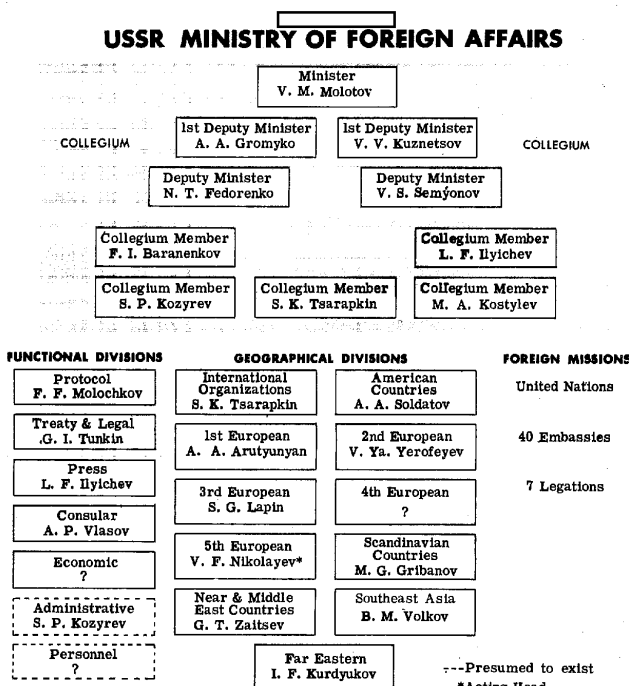 USSR MINISTRY OF FOREIGN AFFAIRS
Minister
V. M. Molotov
COLLEGIUM
1st Deputy Minister
A. A. Gromyko
1st Deputy Minister
V. V. Kuznetsov
COLLEGIUM
Deputy Minister
N. T. Fedorenko
Deputy Minister
V. S. Semyonov
Collegium Member
F. I. Baranenkov
Collegium Member
L. F. Ilyichev
Collegium Member
S. P. Kozyrev
Collegium Member
S. K. Tsarapkin
Collegium Member
M. A. Kostylev
FUNCTIONAL DIVISIONS
Protocol
F. F. Molochkov
Treaty & Legal
G. I. Tunkin
Press
L. F. Ilyichev
Consular
A. P. Vlasov
Economic
?
Administrative
S. P. Kozyrev
Personnel
?
GEOGRAPHICAL DIVISIONS
International
Organizations
S. K. Tsarapkin
American
Countries
A. A. Soldatov
1st European
A. A. Arutyunyan
2nd European
V. Ya. Yerofeyev
3rd European
S. G. Lapin
4th European
?
5th European
V. F. Nikolayev*
Scandinavian
Countries
M. G. Gribanov
Near & Middle
East Countries
G. T. Zaitsev
Southeast Asia
B. M. Volkov
Far Eastern
I. F. Kurdyukov
FOREIGN MISSIONS
United Nations
40 Embassies
7 Legations
---Presumed to exist
*Acting Head